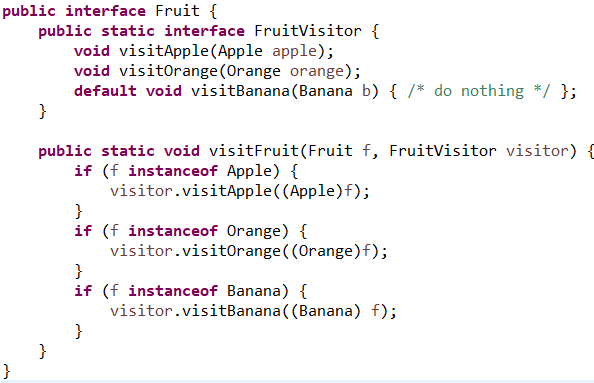 public interface Fruit {
    public static interface FruitVisitor {
        void visitApple(Apple apple);
        void visitOrange(Orange orange);
        default void visitBanana(Banana b) { /* do nothing */ };
    }

    public static void visitFruit(Fruit f, FruitVisitor visitor) {
        if (f instanceof Apple) {
            visitor.visitApple((Apple)f);
        }
        if (f instanceof Orange) {
            visitor.visitOrange((Orange)f);
        }
        if (f instanceof Banana) {
            visitor.visitBanana((Banana) f);
        }
    }
}